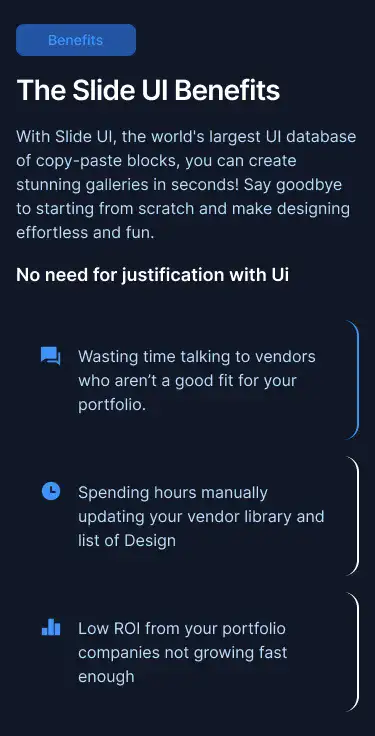 Benefits
The Slide UI Benefits
With Slide UI, the world's largest UI database
of copy-paste blocks, you can create
stunning galleries in seconds! Say goodbye
to starting from scratch and make designing
effortless and fun.
No need for justification with Ui
Wasting time talking to vendors
who aren’t a good fit for your
portfolio.
Spending hours manually
updating your vendor library and
list of Design
Low ROI from your portfolio
companies not growing fast
enough